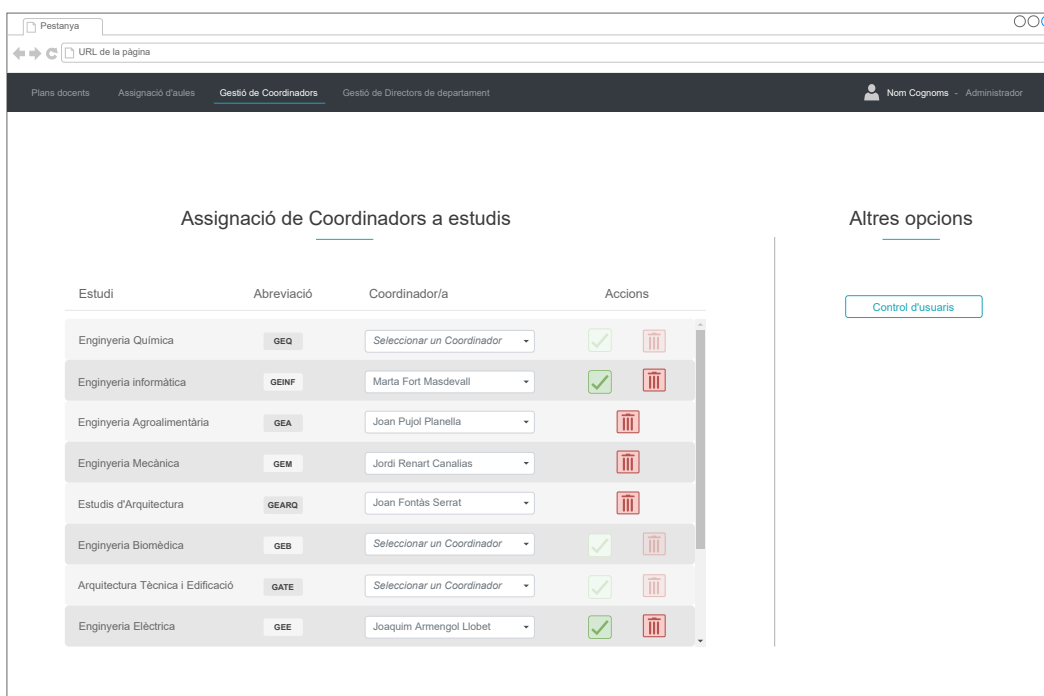 Pestanya
URL de la pàgina
Plans docents Assignació d'aules Gestió de Coordinadors Gestió de Directors de departament Nom Cognoms - Administrador
Assignació de Coordinadors a estudis
Altres opcions
Estudi Abreviació Coordinador/a Accions
Control d'usuaris
Enginyeria Química GEQ Seleccionar un Coordinador
Enginyeria informàtica GEINF Marta Fort Masdevall
Enginyeria Agroalimentària GEA Joan Pujol Planella
Enginyeria Mecànica GEM Jordi Renart Canalias
Estudis d'Arquitectura GEARQ Joan Fontàs Serrat
Enginyeria Biomèdica GEB Seleccionar un Coordinador
Arquitectura Tècnica i Edificació GATE Seleccionar un Coordinador
Enginyeria Elèctrica GEE Joaquim Armengol Llobet